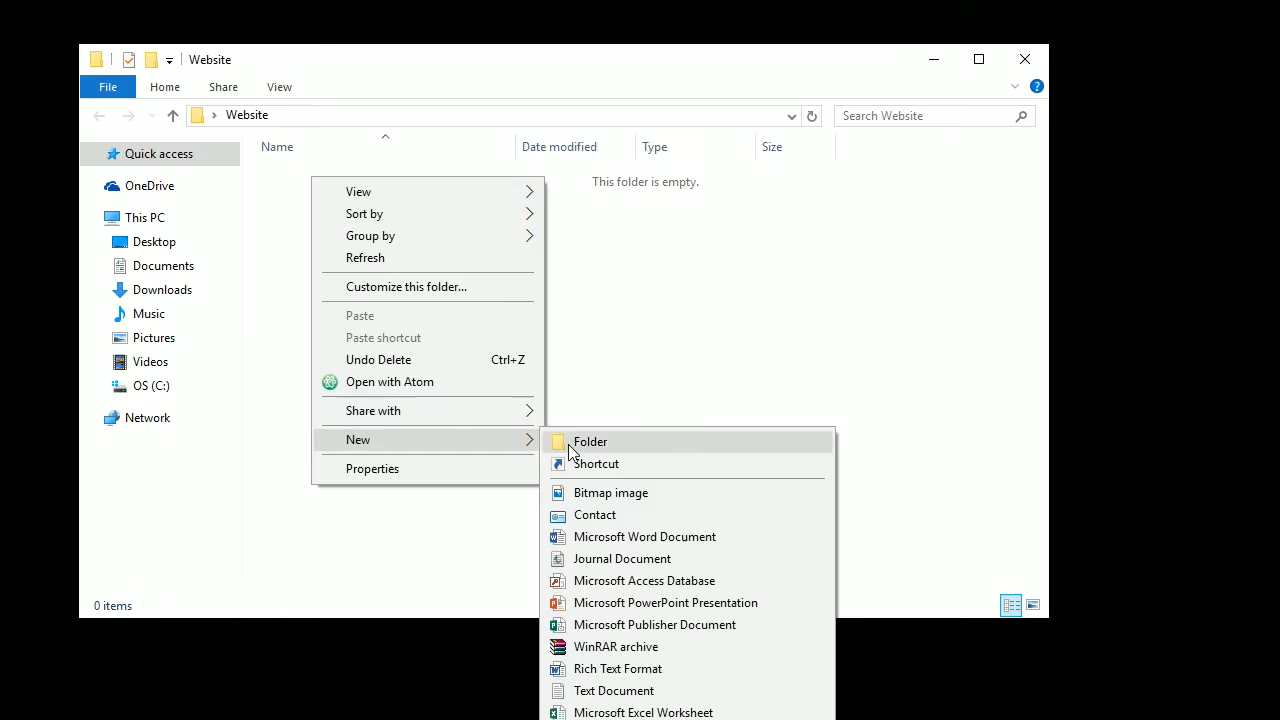 Website
File Home Share View
Website
Search Website
Name Date modified Type Size
This folder is empty.
Quick access
OneDrive
This PC
Desktop
Documents
Downloads
Music
Pictures
Videos
OS (C:)
Network
View
Sort by
Group by
Refresh
Customize this folder...
Paste
Paste shortcut
Undo Delete Ctrl+Z
Open with Atom
Share with
New
Properties
Folder
Shortcut
Bitmap image
Contact
Microsoft Word Document
Journal Document
Microsoft Access Database
Microsoft PowerPoint Presentation
Microsoft Publisher Document
WinRAR archive
Rich Text Format
Text Document
Microsoft Excel Worksheet
0 items